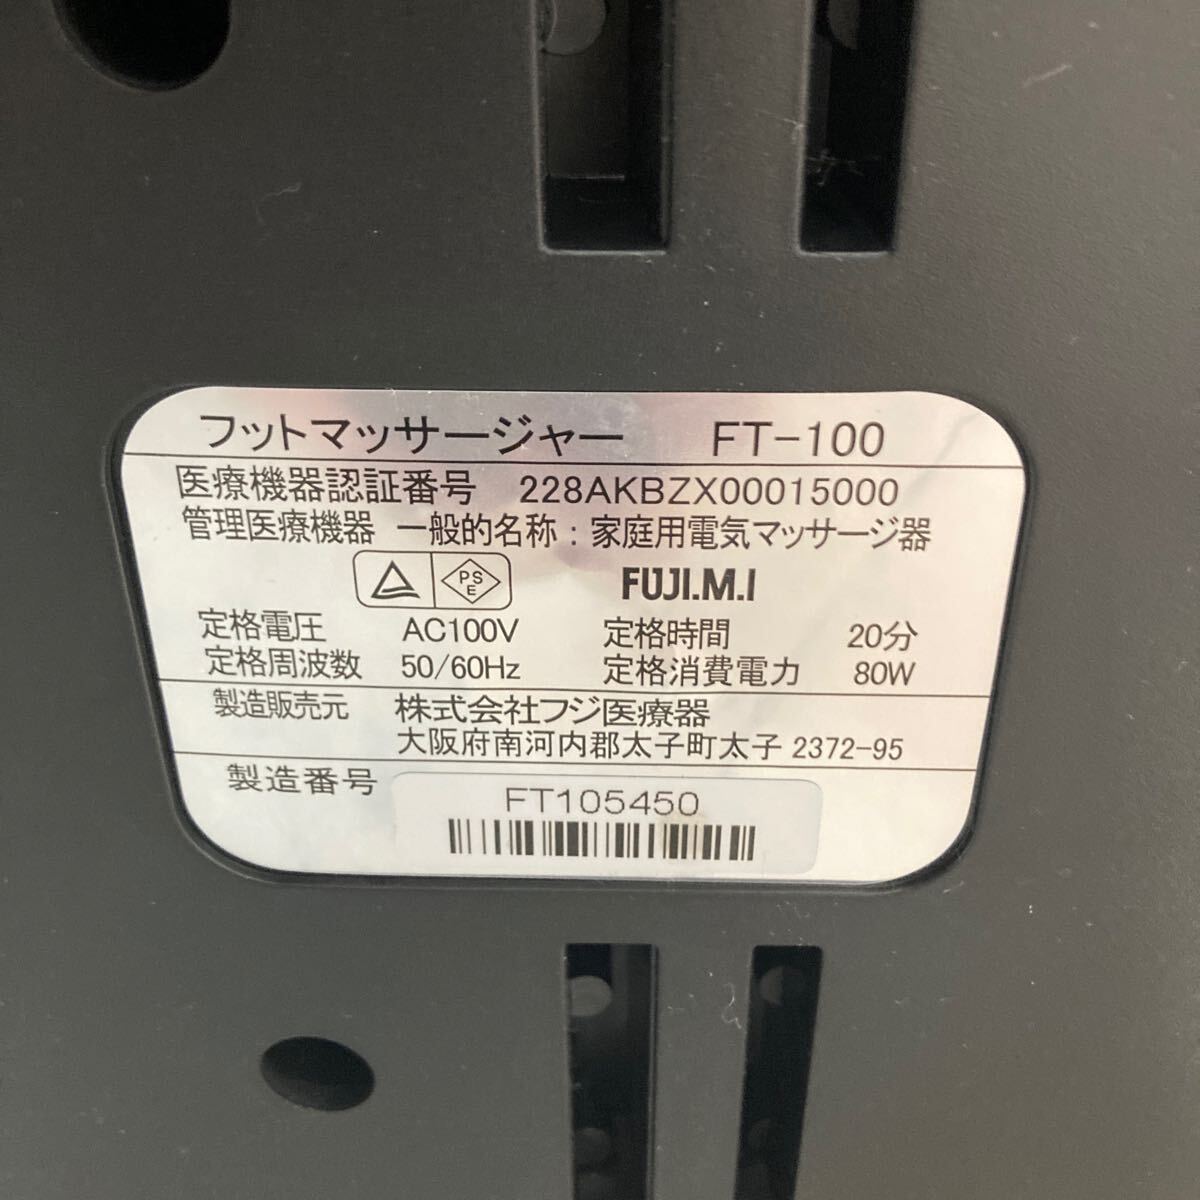 フットマッサージャー FT-100
医療機器認証番号 228AKBZX00015000
管理医療機器 一般的名称：家庭用電気マッサージ器
PSE FUJI.M.I
定格電圧 AC100V 定格時間 20分
定格周波数 50/60Hz 定格消費電力 80W
製造販売元 株式会社フジ医療器
大阪府南河内郡太子町太子 2372-95
製造番号 FT105450